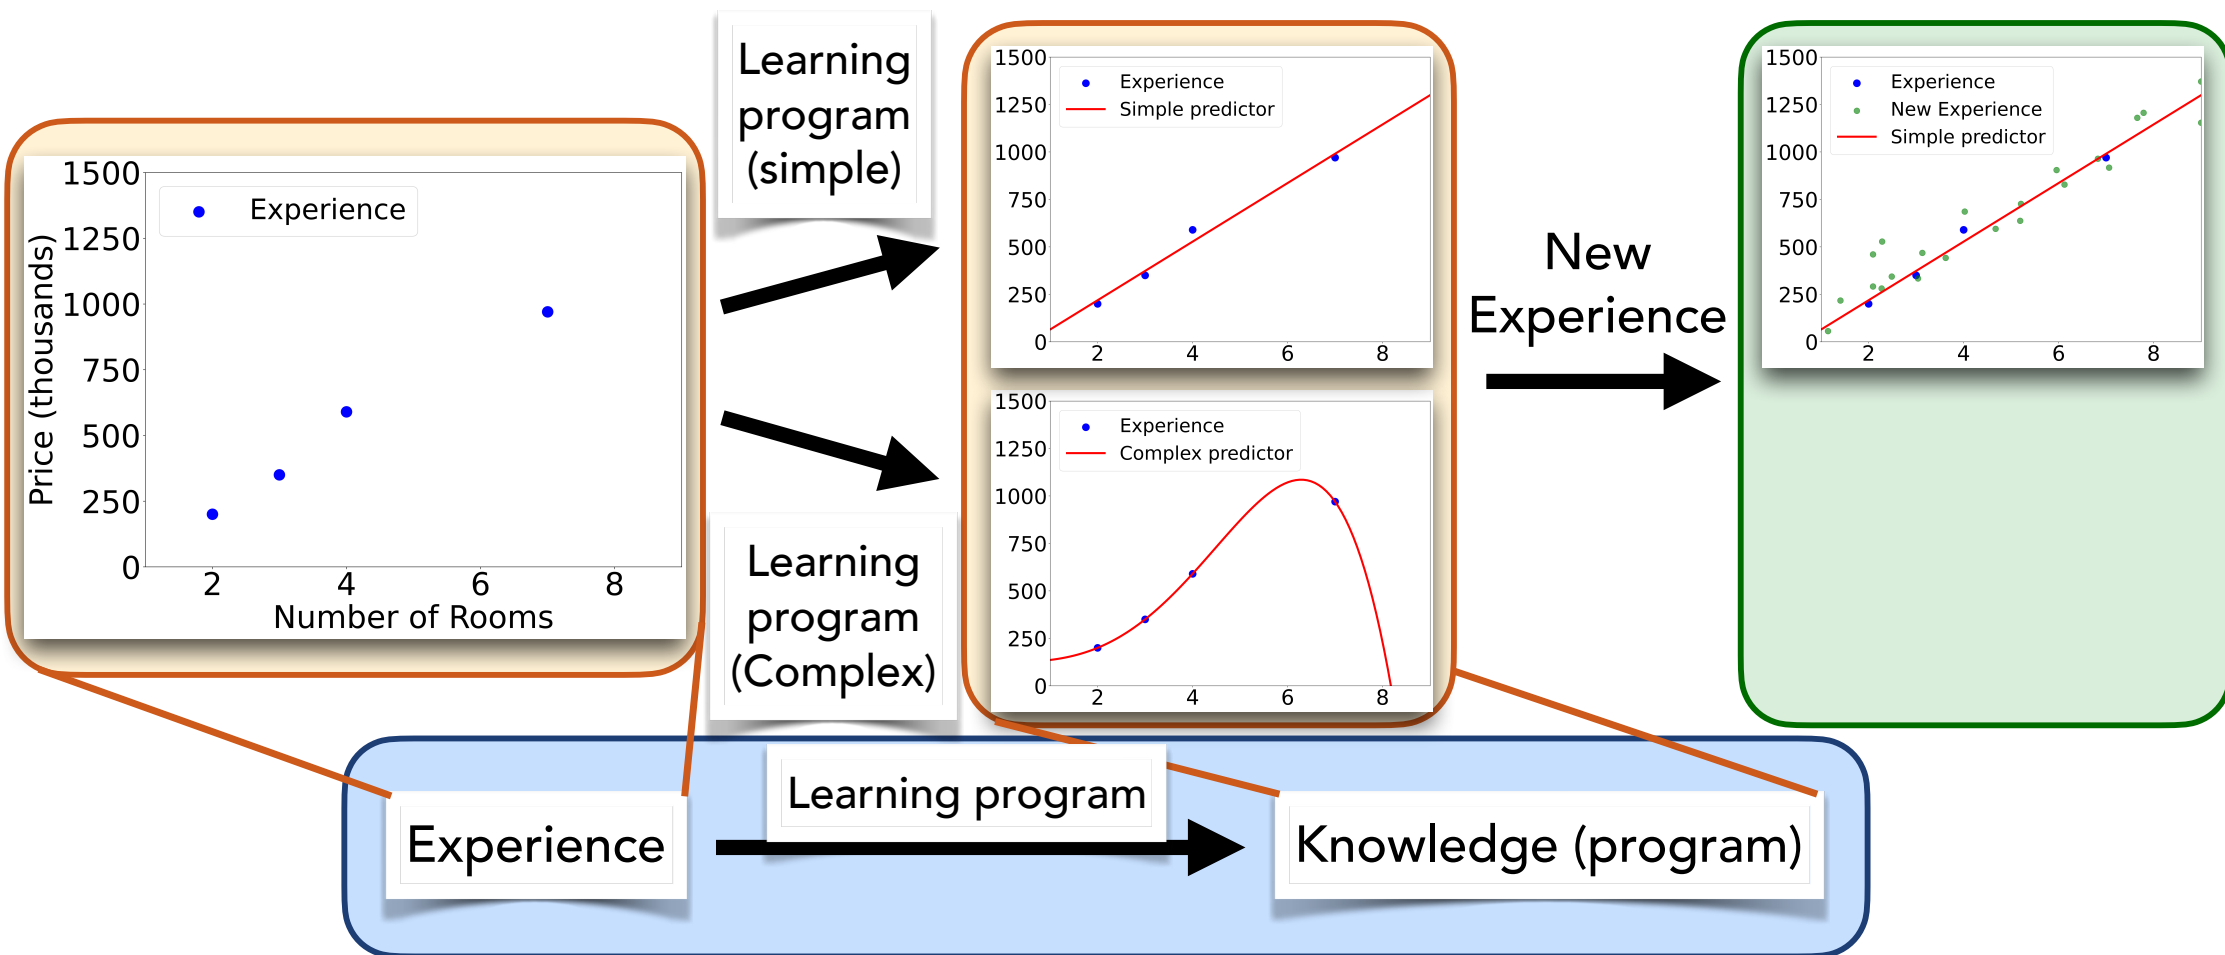 1500
1250
1000
750
500
250
0
2 4 6 8
Price (thousands)
Number of Rooms
Experience
Learning
program
(simple)
Learning
program
(Complex)
1500
1250
1000
750
500
250
0
2 4 6 8
Experience
Simple predictor
1500
1250
1000
750
500
250
0
2 4 6 8
Experience
Complex predictor
New
Experience
1500
1250
1000
750
500
250
0
2 4 6 8
Experience
New Experience
Simple predictor
Experience
Learning program
Knowledge (program)